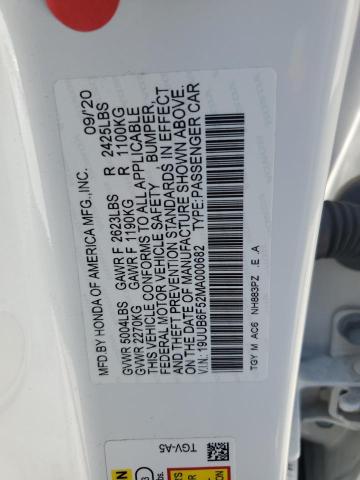 MFD BY HONDA OF AMERICA MFG.,INC. 09/20
GVWR 5004LBS GAWR F 2623LBS R 2425LBS
GVWR 2270KG GAWR F 1190KG R 1100KG
THIS VEHICLE CONFORMS TO ALL APPLICABLE
FEDERAL MOTOR VEHICLE SAFETY BUMPER,
AND THEFT PREVENTION STANDARDS IN EFFECT
ON THE DATE OF MANUFACTURE SHOWN ABOVE.
V.I.N.: 19UUB6F52MA000682 TYPE:PASSENGER CAR
TGY M AC6 NH883PZ E A
TGV-A5